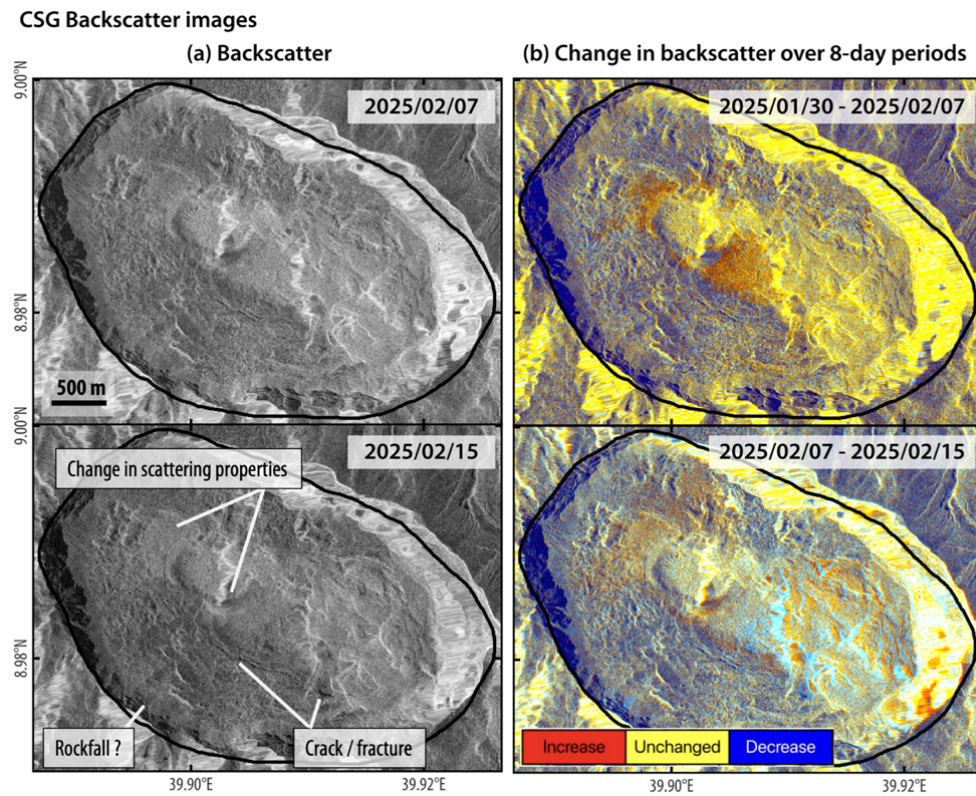 CSG Backscatter images
(a) Backscatter
(b) Change in backscatter over 8-day periods
9.00°N
2025/02/07
2025/01/30 - 2025/02/07
8.98°N
500 m
9.00°N
2025/02/15
2025/02/07 - 2025/02/15
Change in scattering properties
8.98°N
Rockfall ?
Crack / fracture
Increase
Unchanged
Decrease
39.90°E
39.92°E
39.90°E
39.92°E